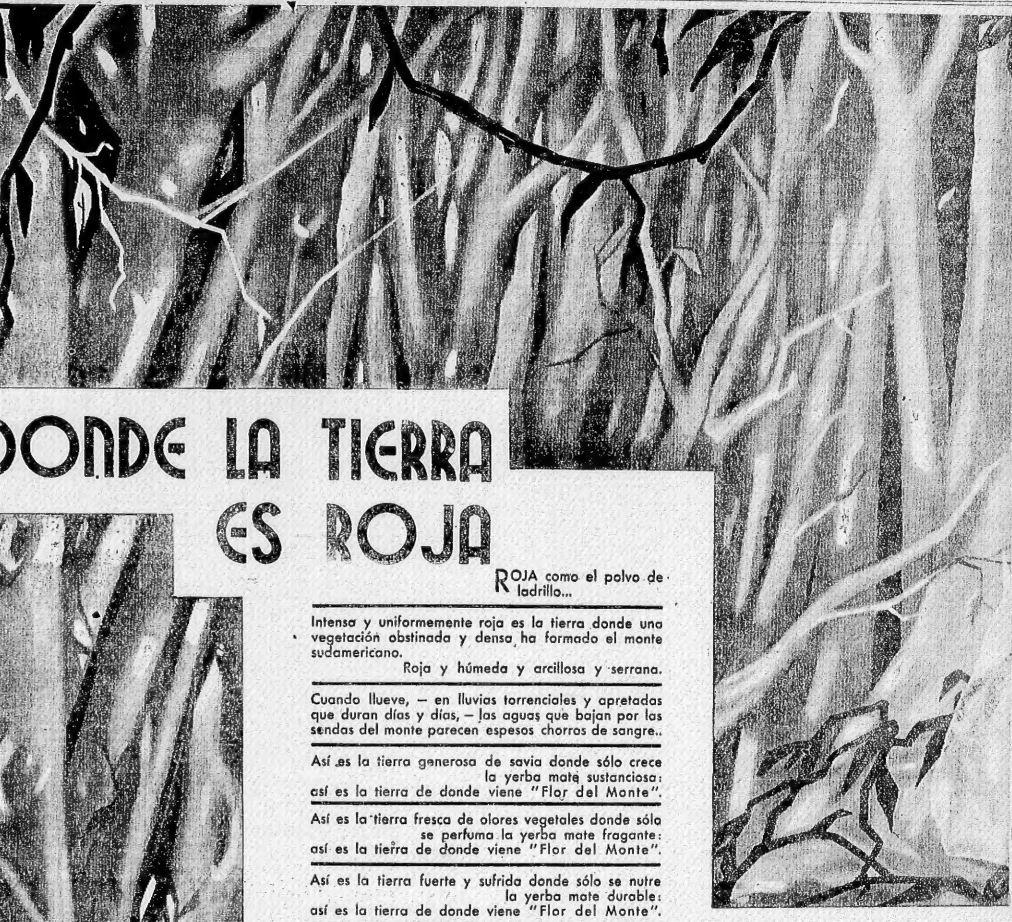 DONDE LA TIERRA
ES ROJA
ROJA como el polvo de
ladrillo...
Intensa y uniformemente roja es la tierra donde una
vegetación obstinada y densa ha formado el monte
sudamericano.
Roja y húmeda y arcillosa y serrana.
Cuando llueve, — en lluvias torrenciales y apretadas
que duran días y días, — las aguas que bajan por las
sendas del monte parecen espesos chorros de sangre..
Así es la tierra generosa de savia donde sólo crece
la yerba mate sustanciosa:
así es la tierra de donde viene "Flor del Monte".
Así es la tierra fresca de olores vegetales donde sólo
se perfuma la yerba mate fragante:
así es la tierra de donde viene "Flor del Monte".
Así es la tierra fuerte y sufrida donde sólo se nutre
la yerba mate durable:
así es la tierra de donde viene "Flor del Monte".